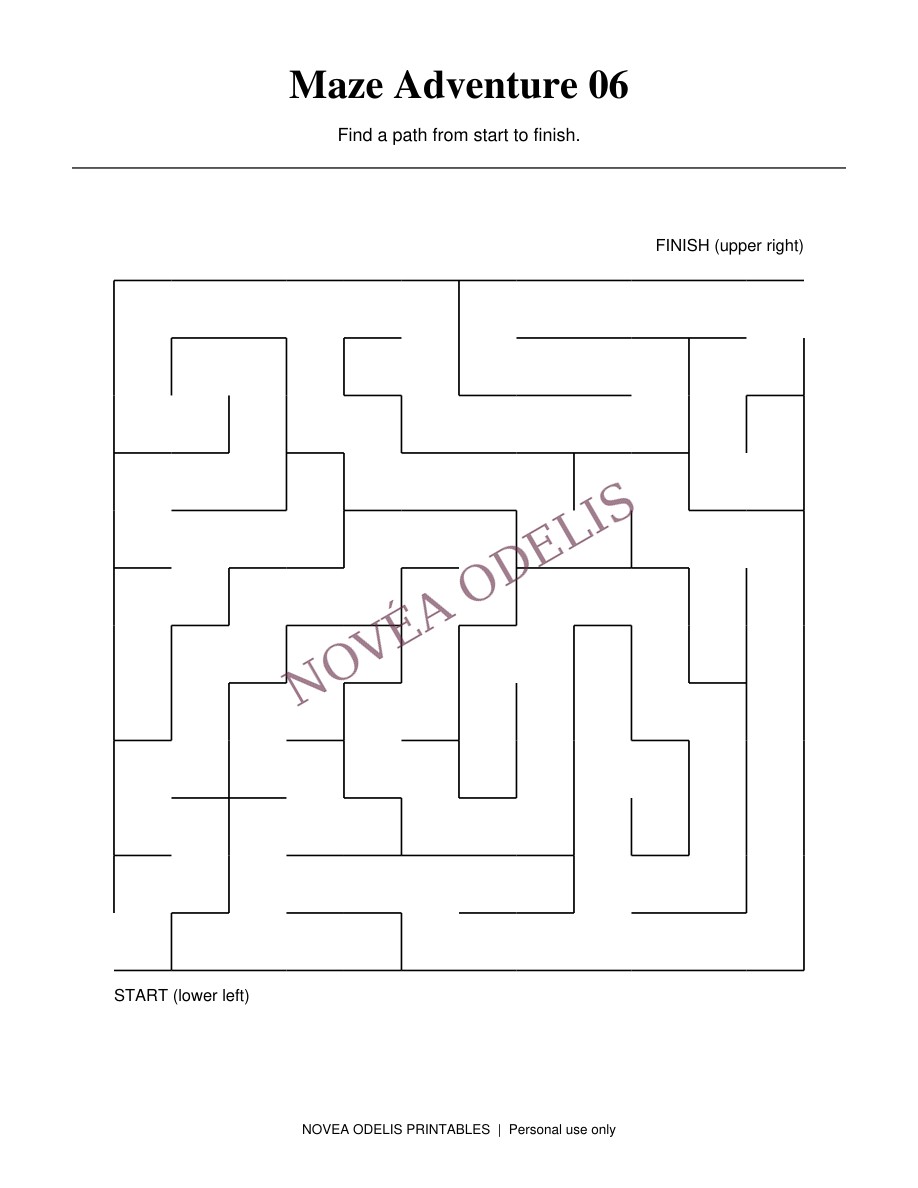 Maze Adventure 06
Find a path from start to finish.
FINISH (upper right)
NOVÉA ODELIS
START (lower left)
NOVEA ODELIS PRINTABLES | Personal use only